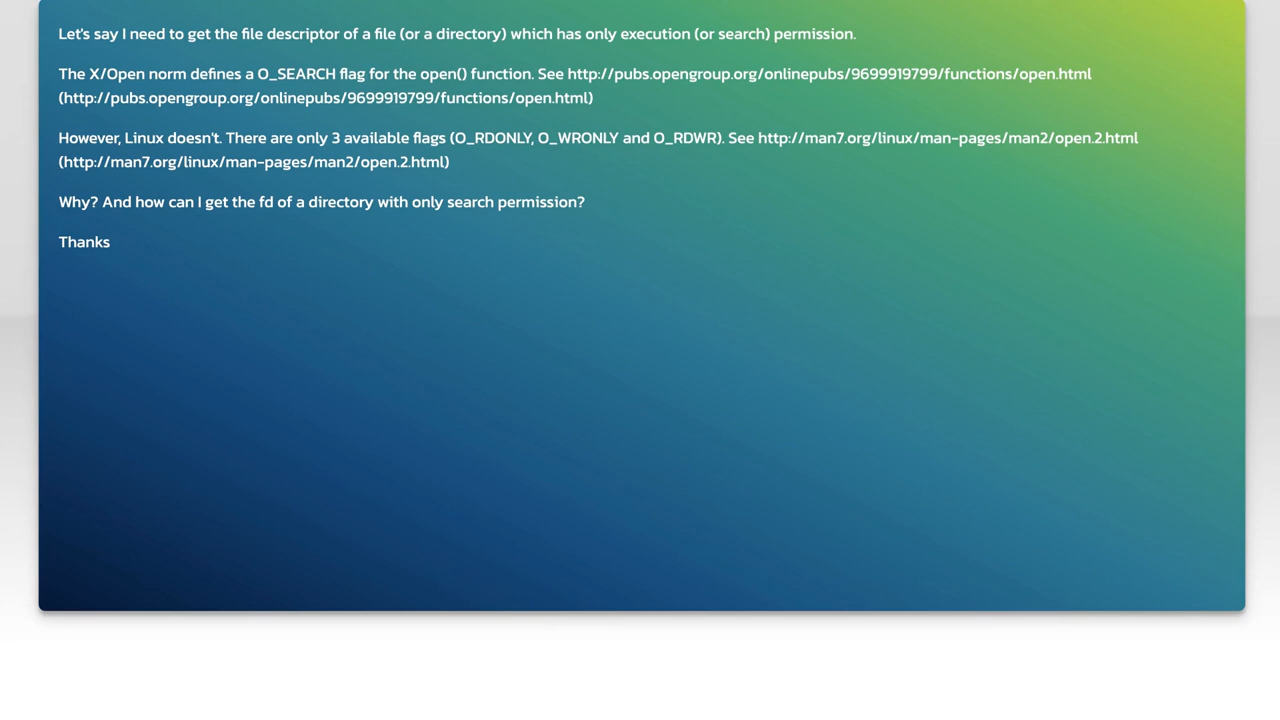 Let's say I need to get the file descriptor of a file (or a directory) which has only execution (or search) permission.
The X/Open norm defines a O_SEARCH flag for the open() function. See http://pubs.opengroup.org/onlinepubs/9699919799/functions/open.html
(http://pubs.opengroup.org/onlinepubs/9699919799/functions/open.html)
However, Linux doesn't. There are only 3 available flags (O_RDONLY, O_WRONLY and O_RDWR). See http://man7.org/linux/man-pages/man2/open.2.html
(http://man7.org/linux/man-pages/man2/open.2.html)
Why? And how can I get the fd of a directory with only search permission?
Thanks